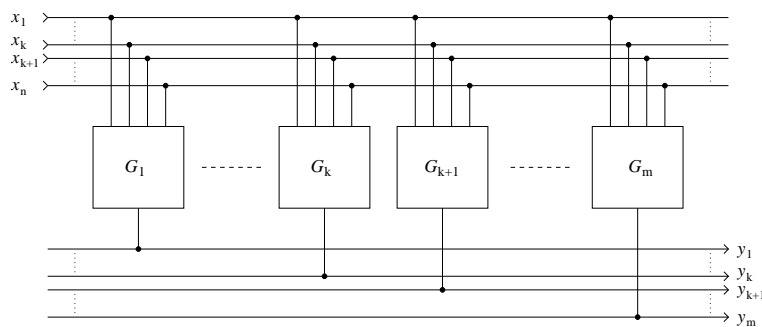 x₁
xₖ
xₖ₊₁
xₙ
G₁ Gₖ Gₖ₊₁ Gₘ
y₁
yₖ
yₖ₊₁
yₘ